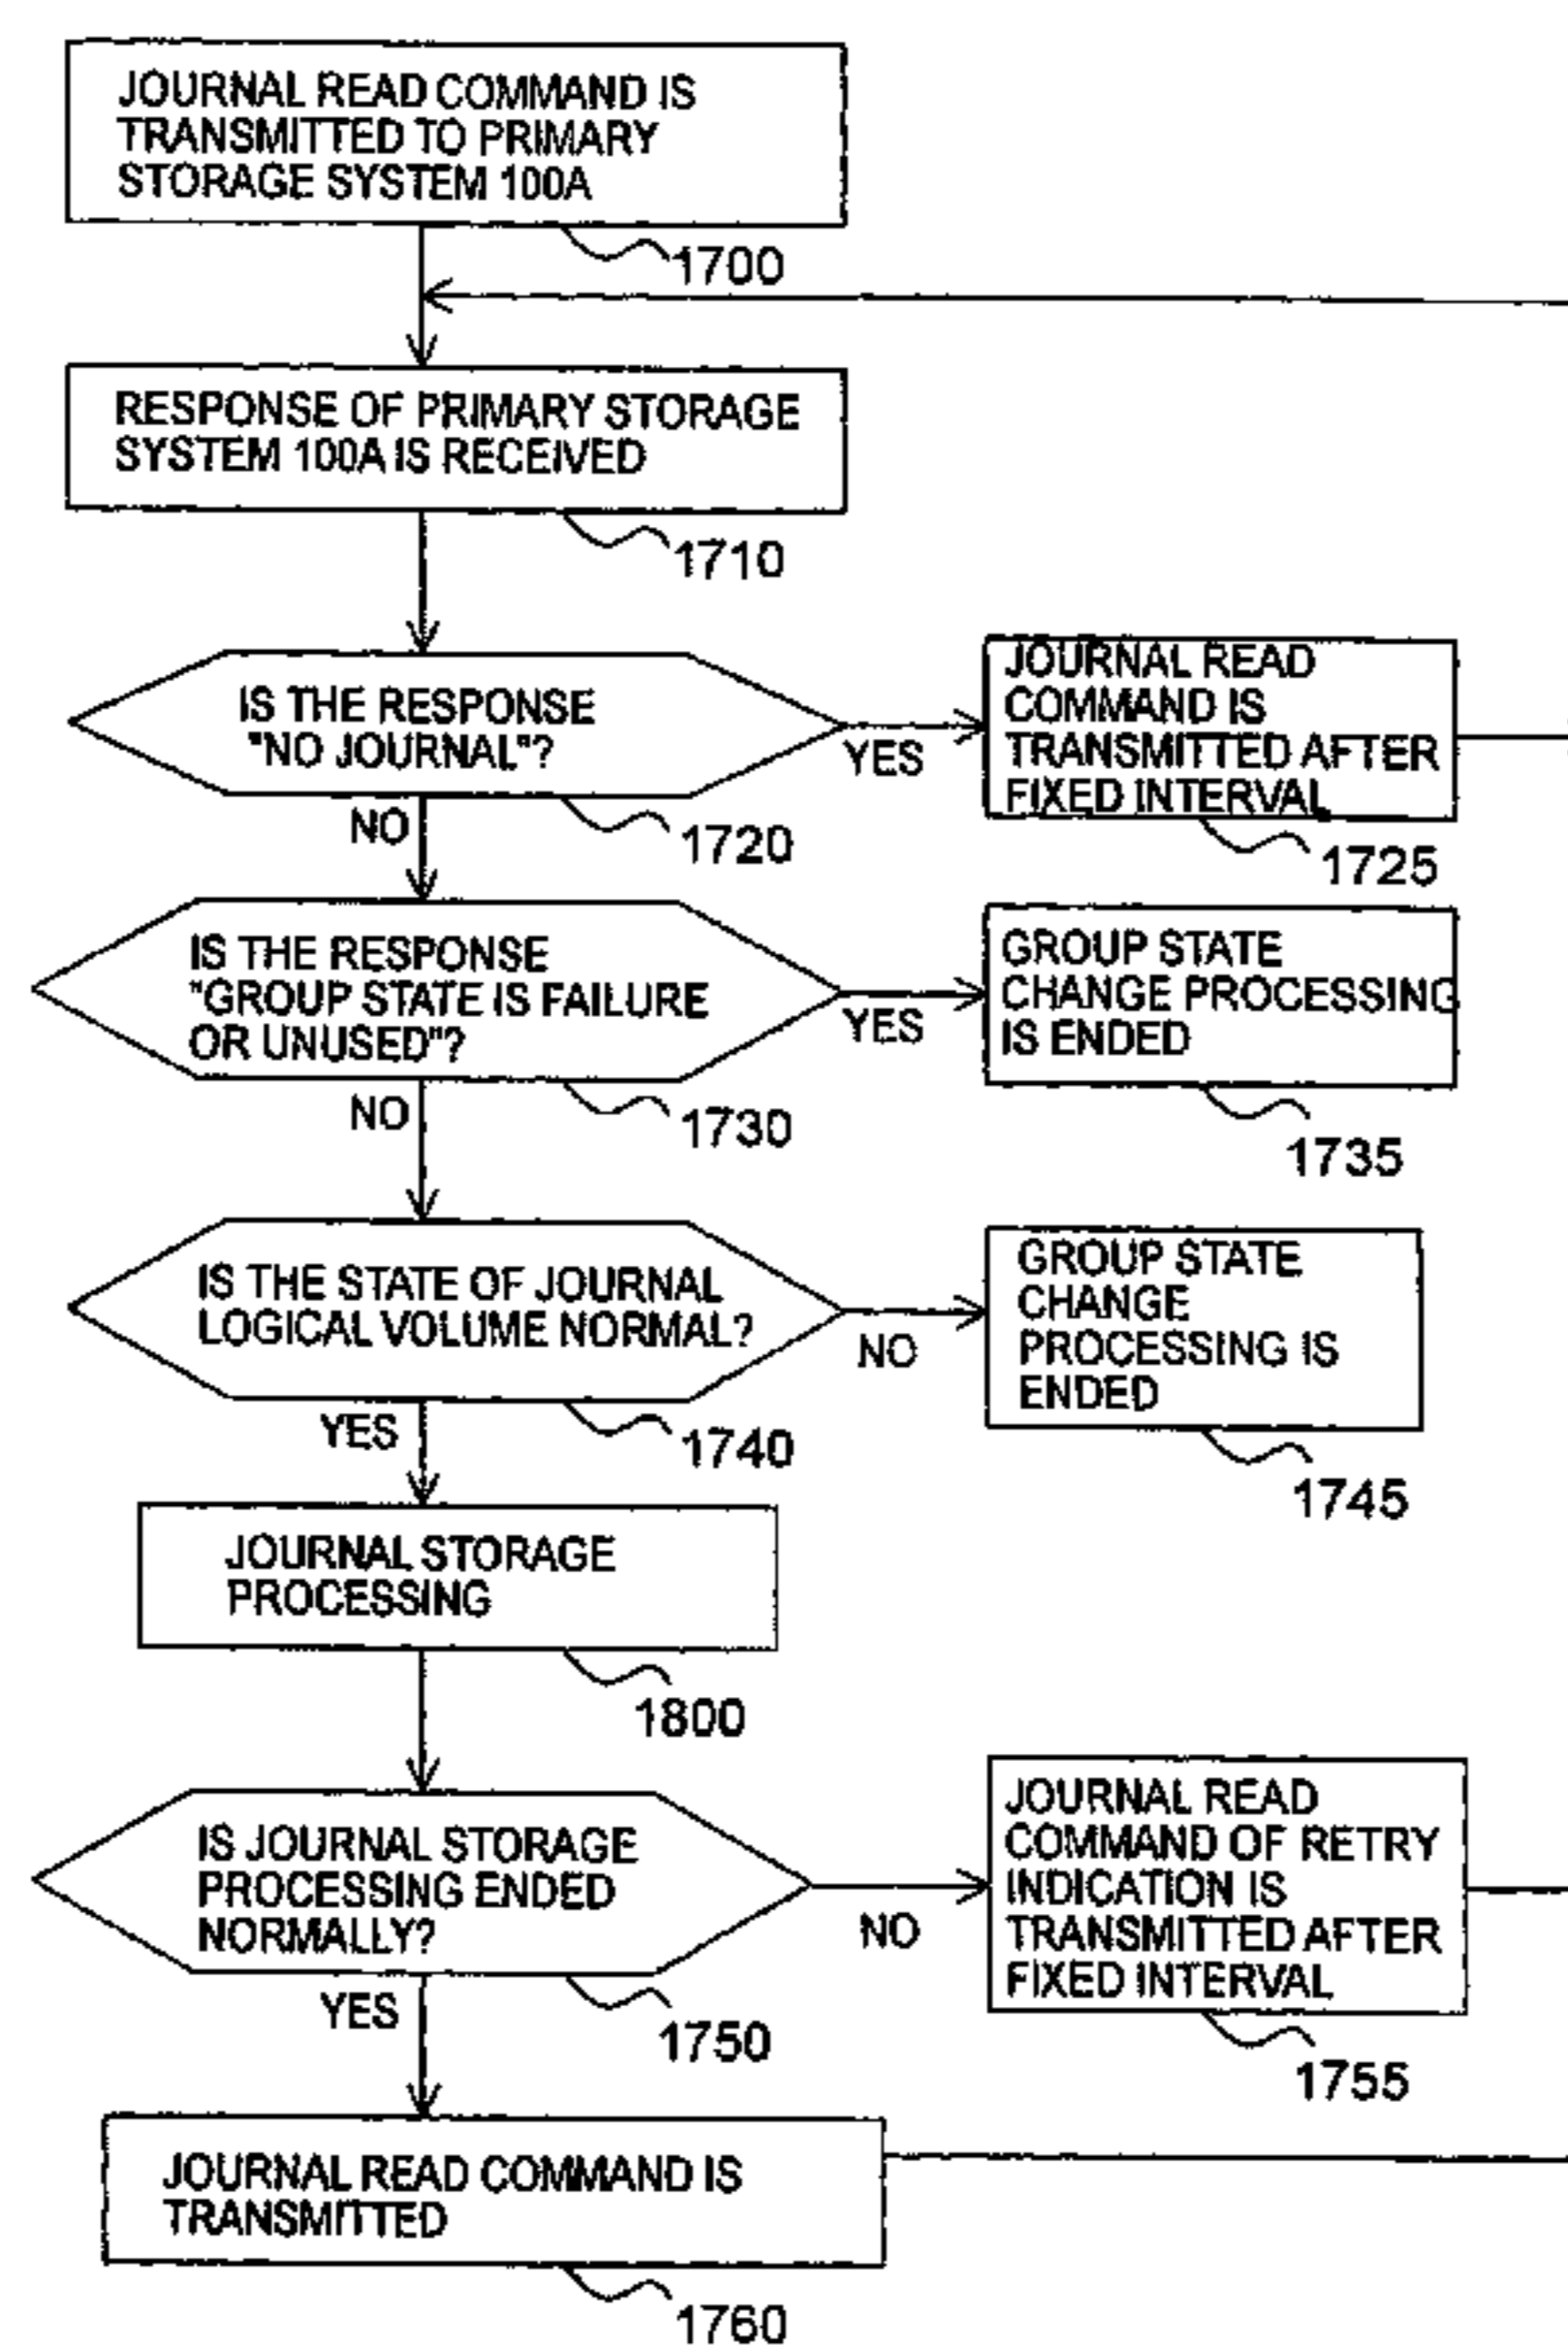 JOURNAL READ COMMAND IS
TRANSMITTED TO PRIMARY
STORAGE SYSTEM 100A
1700
RESPONSE OF PRIMARY STORAGE
SYSTEM 100A IS RECEIVED
1710
IS THE RESPONSE
"NO JOURNAL"?
YES
NO
1720
JOURNAL READ
COMMAND IS
TRANSMITTED AFTER
FIXED INTERVAL
1725
IS THE RESPONSE
"GROUP STATE IS FAILURE
OR UNUSED"?
YES
NO
1730
GROUP STATE
CHANGE PROCESSING
IS ENDED
1735
IS THE STATE OF JOURNAL
LOGICAL VOLUME NORMAL?
NO
YES
1740
GROUP STATE
CHANGE
PROCESSING IS
ENDED
1745
JOURNAL STORAGE
PROCESSING
1800
IS JOURNAL STORAGE
PROCESSING ENDED
NORMALLY?
NO
YES
1750
JOURNAL READ
COMMAND OF RETRY
INDICATION IS
TRANSMITTED AFTER
FIXED INTERVAL
1755
JOURNAL READ COMMAND IS
TRANSMITTED
1760